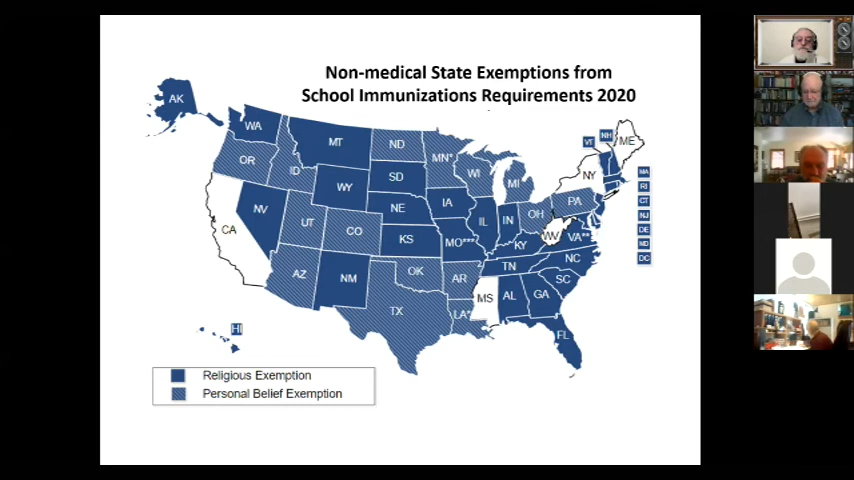 Non-medical State Exemptions from
School Immunizations Requirements 2020
AK
WA
MT
ND
MN*
WI
MI
VT
NH
ME
OR
ID
WY
SD
NE
IA
NY
PA
MA
RI
CT
NJ
DE
ND
DC
CA
NV
UT
CO
KS
MO***
IL
IN
OH
WV
VA**
KY
AZ
NM
OK
AR
TN
NC
SC
TX
LA*
MS
AL
GA
FL
HI
Religious Exemption
Personal Belief Exemption